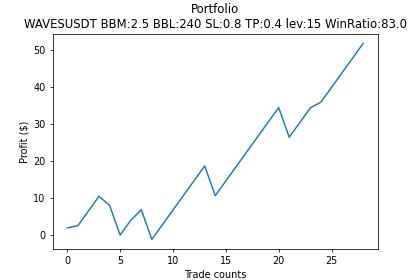 Portfolio
WAVESUSDT BBM:2.5 BBL:240 SL:0.8 TP:0.4 lev:15 WinRatio:83.0
50
40
30
20
10
0
Profit ($)
0 5 10 15 20 25
Trade counts